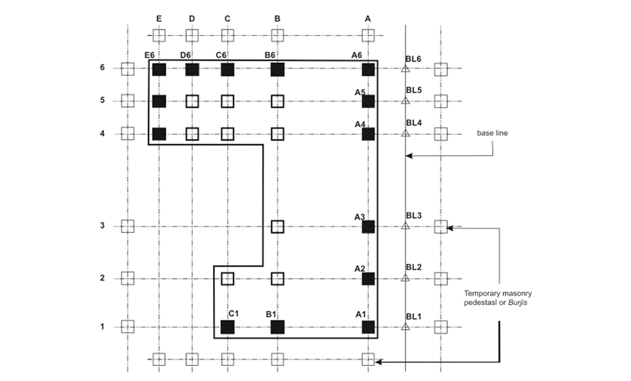 E D C B A
E6 D6 C6 B6 A6 BL6
6
A5 BL5
5
A4 BL4
4
base line
A3 BL3
3
A2 BL2
2
Temporary masonry
pedestasl or Burjis
C1 B1 A1 BL1
1